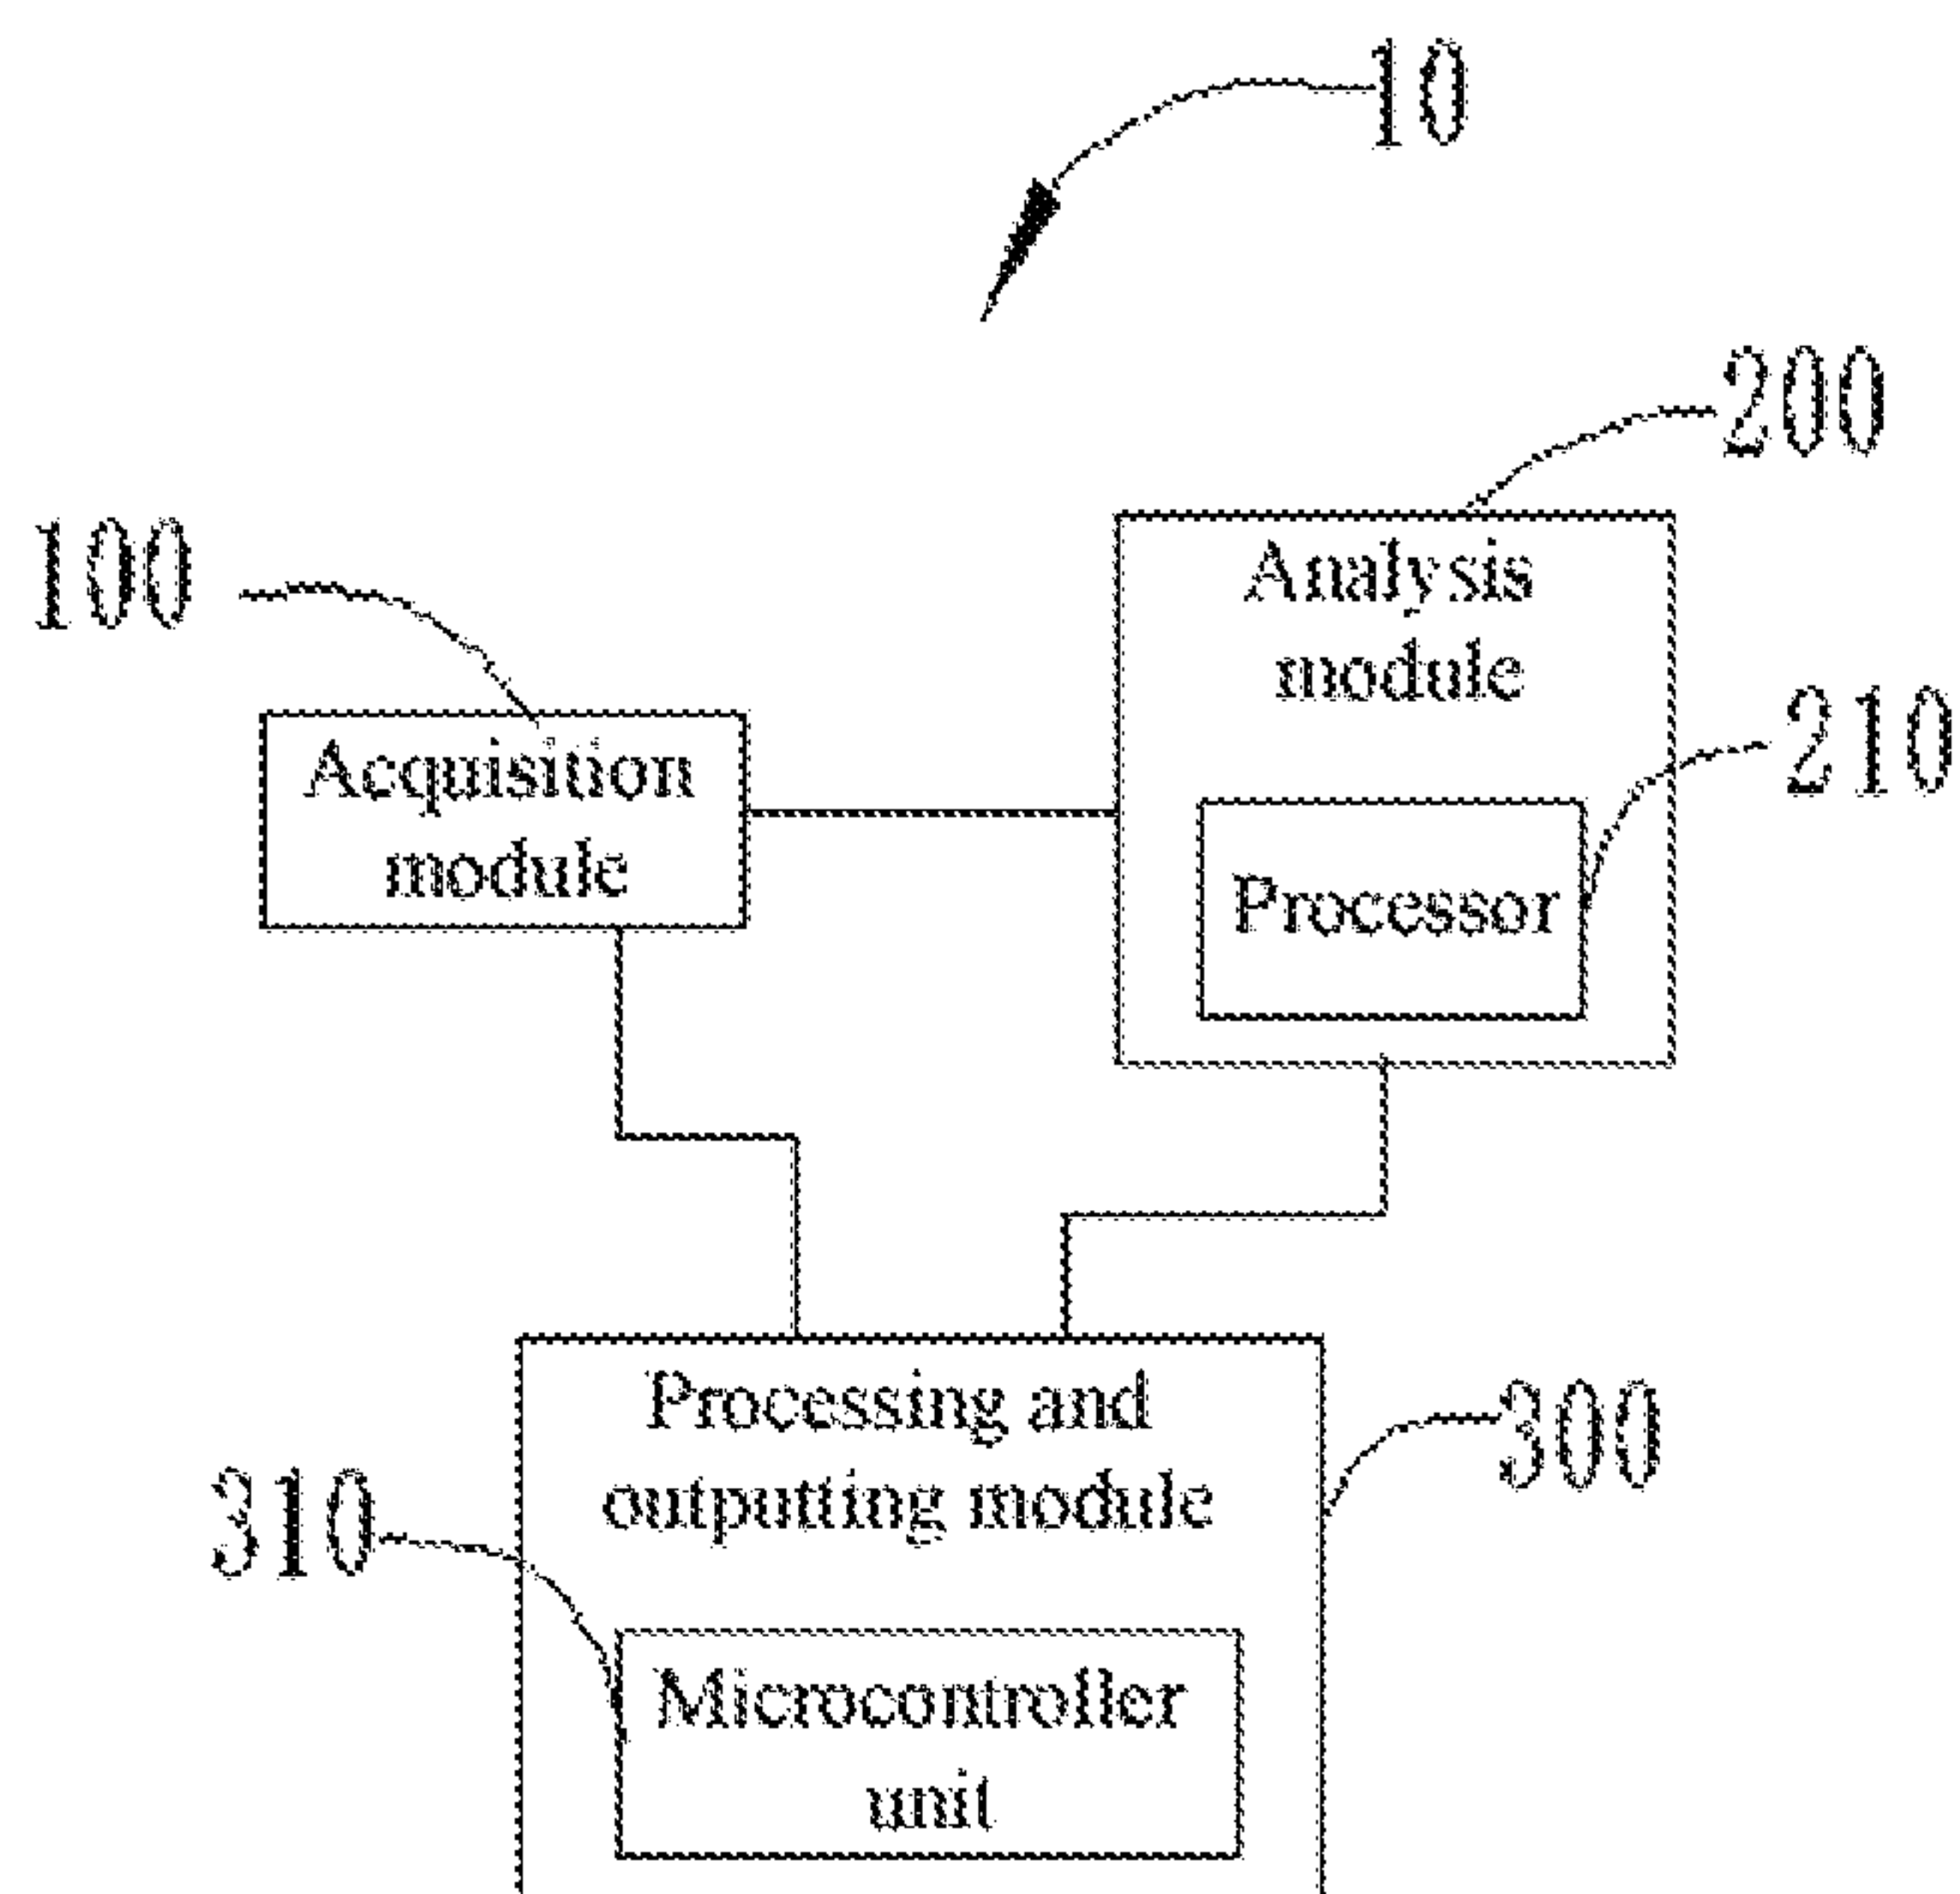 10
200
100
Analysis
module
210
Acquisition
module
Processor
Processing and
outputting module
300
310
Microcontroller
unit